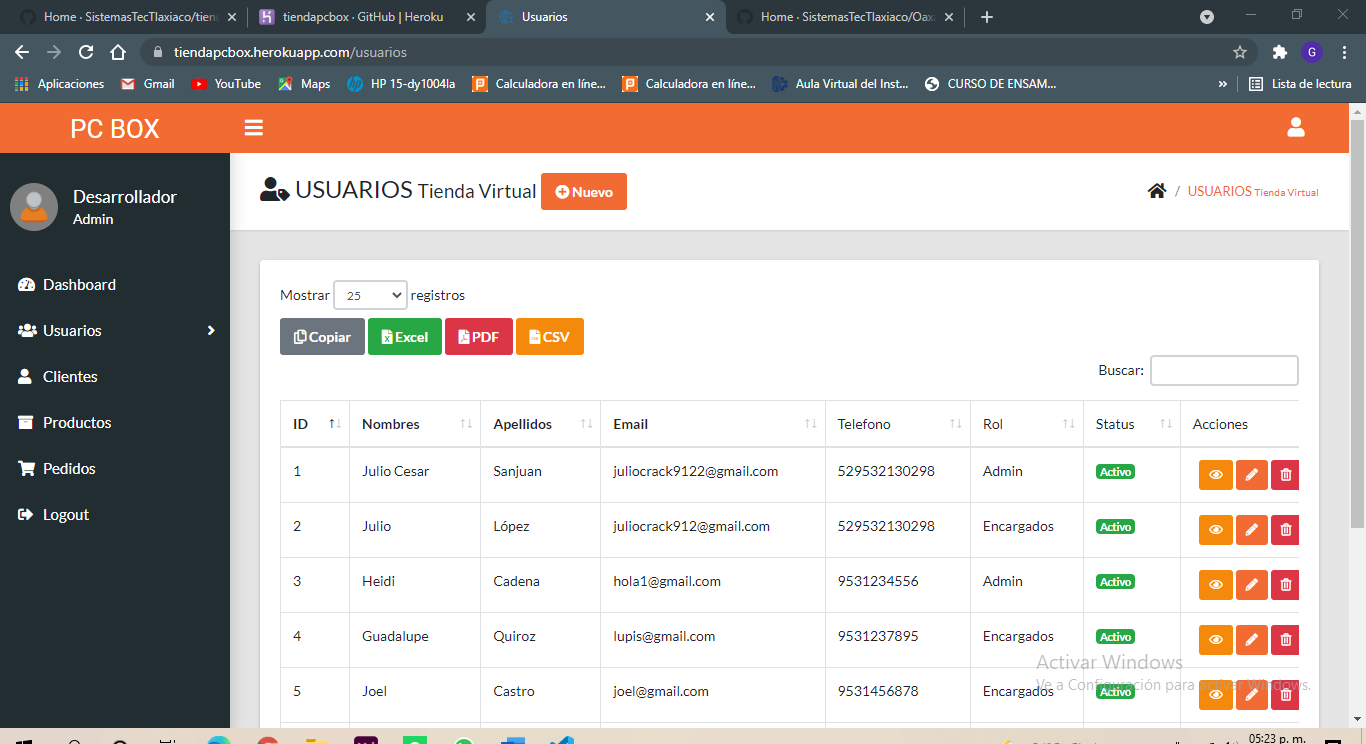 Home · SistemasTecTlaxiaco/tien
tiendapcbox · GitHub | Heroku
Usuarios
Home · SistemasTecTlaxiaco/Oaxa
tiendapcbox.herokuapp.com/usuarios
G
Aplicaciones
Gmail
YouTube
Maps
HP 15-dy1004la
Calculadora en líne...
Calculadora en líne...
Aula Virtual del Inst...
CURSO DE ENSAM...
»
Lista de lectura
PC BOX
Desarrollador
Admin
Dashboard
Usuarios
Clientes
Productos
Pedidos
Logout
USUARIOS Tienda Virtual
Nuevo
/ USUARIOS Tienda Virtual
Mostrar 25 registros
Copiar Excel PDF CSV
Buscar:
ID Nombres Apellidos Email Telefono Rol Status Acciones
1 Julio Cesar Sanjuan juliocrack9122@gmail.com 529532130298 Admin Activo
2 Julio López juliocrack912@gmail.com 529532130298 Encargados Activo
3 Heidi Cadena hola1@gmail.com 9531234556 Admin Activo
4 Guadalupe Quiroz lupis@gmail.com 9531237895 Encargados Activo
5 Joel Castro joel@gmail.com 9531456878 Encargados Activo
Activar Windows
Ve a Configuración para activar Windows.
05:23 p. m.